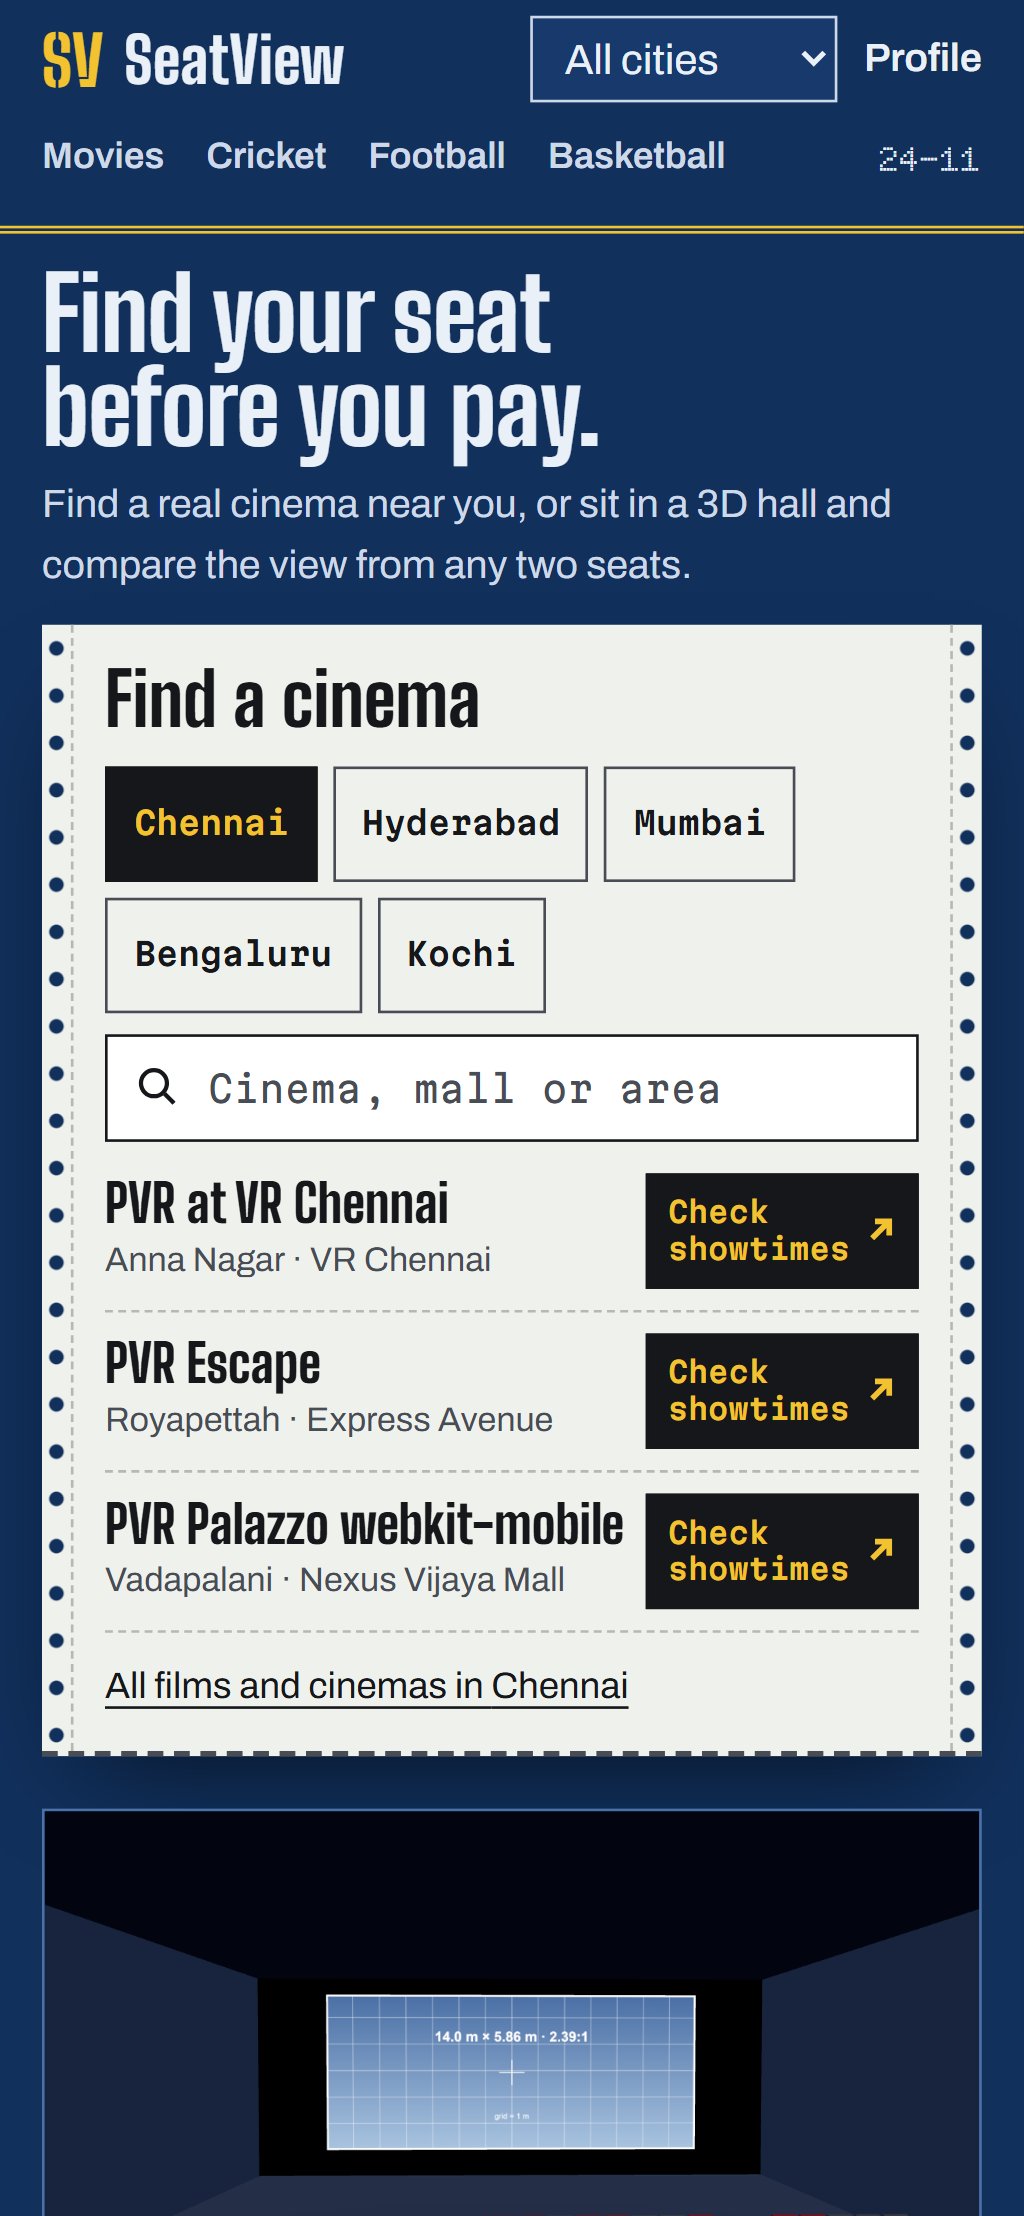 SV SeatView
All cities
Profile
Movies Cricket Football Basketball
24-11
Find your seat
before you pay.
Find a real cinema near you, or sit in a 3D hall and
compare the view from any two seats.
Find a cinema
Chennai Hyderabad Mumbai
Bengaluru Kochi
Cinema, mall or area
PVR at VR Chennai
Anna Nagar · VR Chennai
Check
showtimes
PVR Escape
Royapettah · Express Avenue
Check
showtimes
PVR Palazzo webkit-mobile
Vadapalani · Nexus Vijaya Mall
Check
showtimes
All films and cinemas in Chennai
14.0 m × 5.86 m · 2.39:1
grid = 1 m